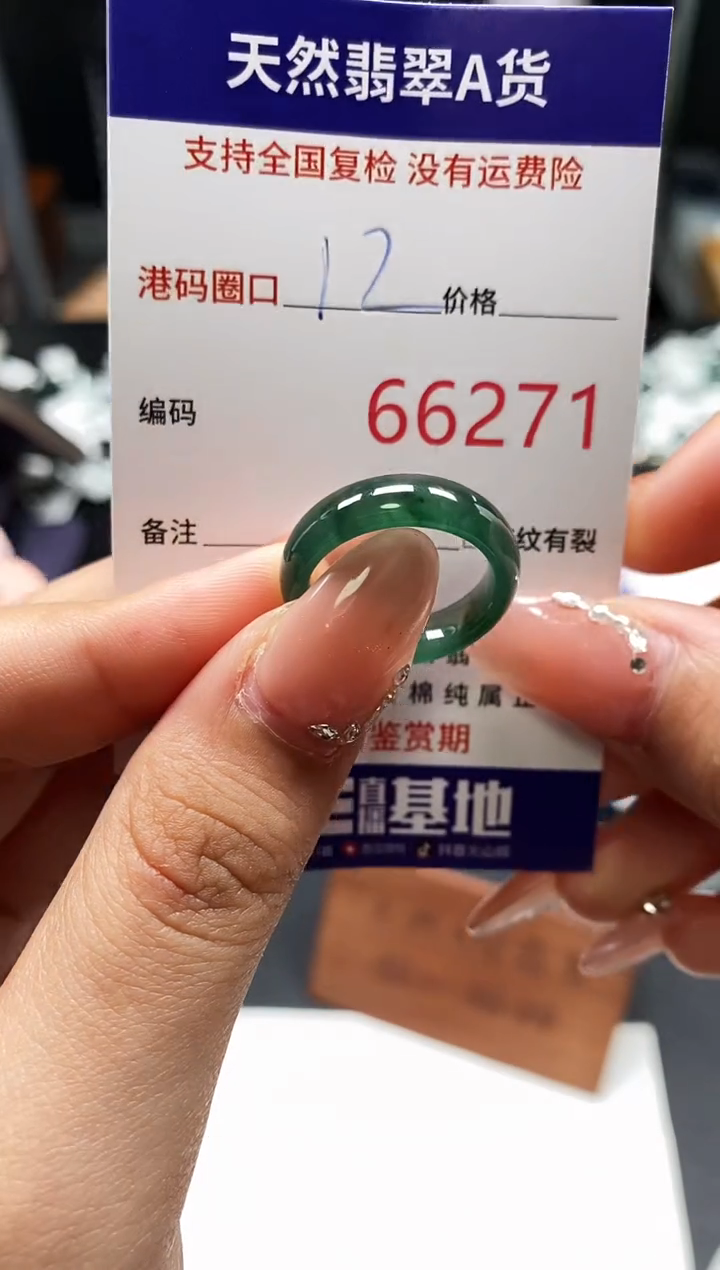 天然翡翠A货
支持全国复检 没有运费险
港码圈口 12 价格
编码 66271
备注 纹有裂
棉纯属
鉴赏期
直播基地